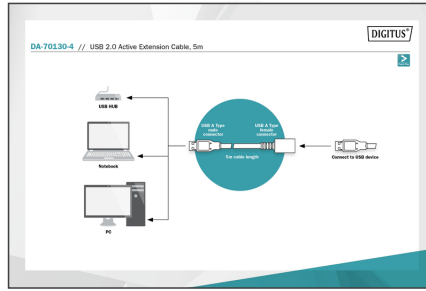 DIGITUS®
DA-70130-4 // USB 2.0 Active Extension Cable, 5m
USB HUB
USB A Type
male
connector
USB A Type
female
connector
5m cable length
Notebook
Connect to USB device
PC